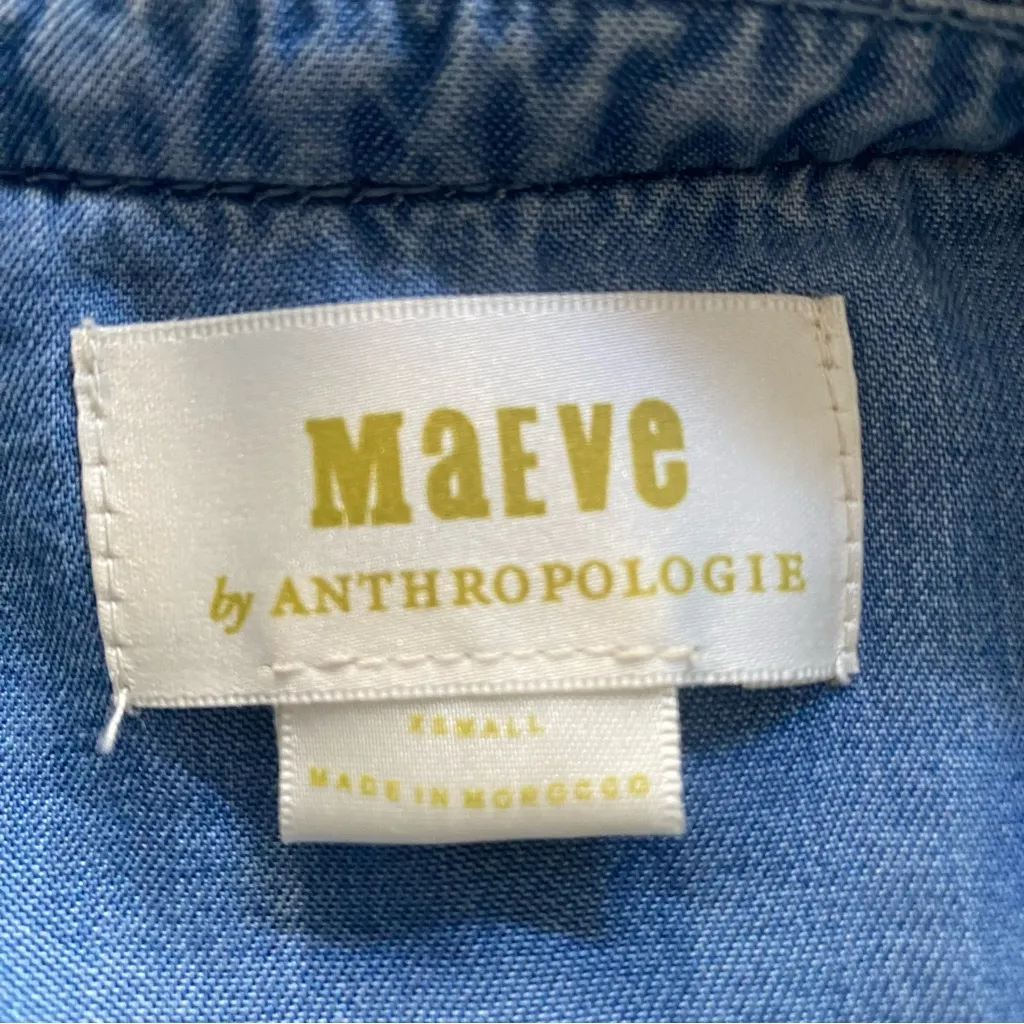 MaEVe
by ANTHROPOLOGIE
XSMALL
MADE IN MOROCCO